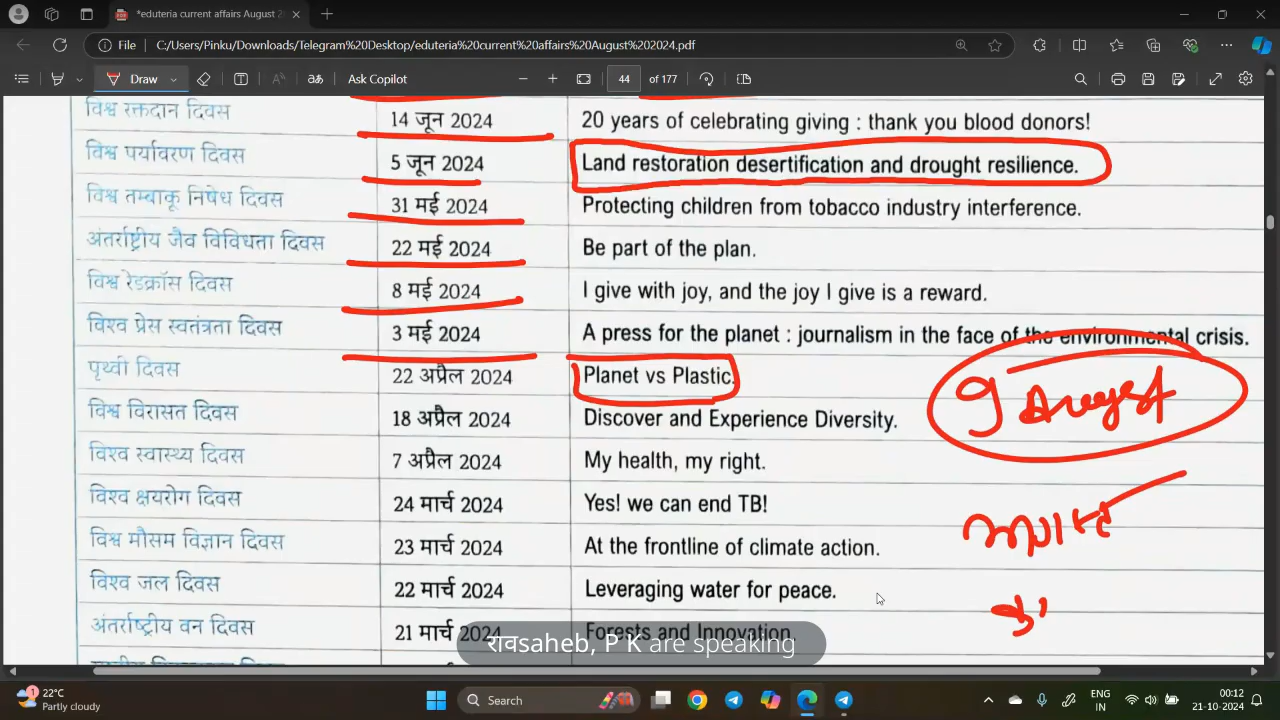 *eduteria current affairs August 2
File C:/Users/Pinku/Downloads/Telegram%20Desktop/eduteria%20current%20affairs%20August%202024.pdf
Draw Ask Copilot 44 of 177
विश्व रक्तदान दिवस 14 जून 2024 20 years of celebrating giving : thank you blood donors!
विश्व पर्यावरण दिवस 5 जून 2024 Land restoration desertification and drought resilience.
विश्व तम्बाकू निषेध दिवस 31 मई 2024 Protecting children from tobacco industry interference.
अंतर्राष्ट्रीय जैव विविधता दिवस 22 मई 2024 Be part of the plan.
विश्व रेडक्रॉस दिवस 8 मई 2024 I give with joy, and the joy I give is a reward.
विश्व प्रेस स्वतंत्रता दिवस 3 मई 2024 A press for the planet : journalism in the face of the environmental crisis.
पृथ्वी दिवस 22 अप्रैल 2024 Planet vs Plastic.
9 August
विश्व विरासत दिवस 18 अप्रैल 2024 Discover and Experience Diversity.
विश्व स्वास्थ्य दिवस 7 अप्रैल 2024 My health, my right.
विश्व क्षयरोग दिवस 24 मार्च 2024 Yes! we can end TB!
विश्व मौसम विज्ञान दिवस 23 मार्च 2024 At the frontline of climate action.
विश्व जल दिवस 22 मार्च 2024 Leveraging water for peace.
अंतर्राष्ट्रीय वन दिवस 21 मार्च 2024 Forests and Innovation.
रावsaheb, P K are speaking
1 22°C
Partly cloudy
Search
ENG
IN
00:12
21-10-2024